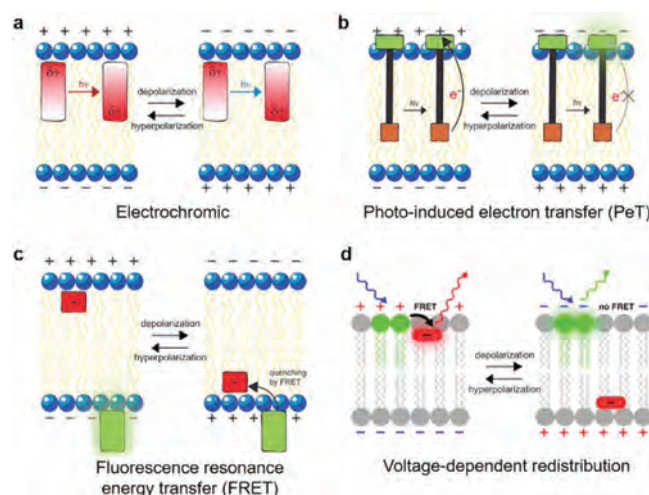 a
+ + + + +
− − − − −
δ+
hν
δ+
− − − − −
+ + + + +
depolarization
hyperpolarization
δ+
hν
δ+
Electrochromic
b
+ + + + +
− − − − −
hν
e⁻
− − − − −
+ + + + +
depolarization
hyperpolarization
hν
e⁻
Photo-induced electron transfer (PeT)
c
+ + + + +
−
− − − − −
depolarization
hyperpolarization
− − − − −
−
quenching
by FRET
+ + + + +
Fluorescence resonance
energy transfer (FRET)
d
FRET
+ + + +
−
− − − − − − −
depolarization
hyperpolarization
no FRET
− − − −
−
+ + + + + + +
Voltage-dependent redistribution